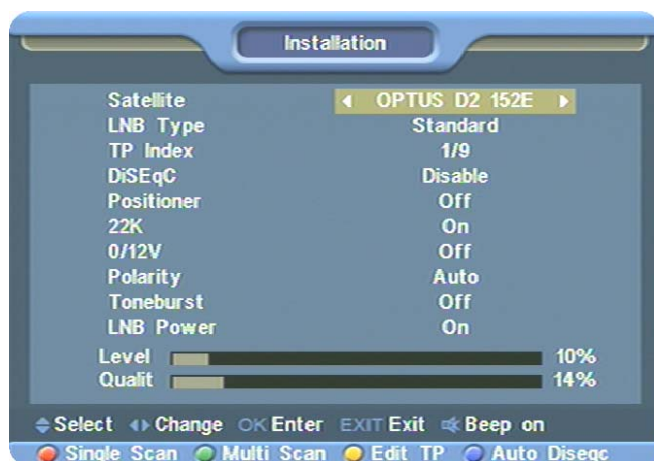 Installation
Satellite OPTUS D2 152E
LNB Type Standard
TP Index 1/9
DiSEqC Disable
Positioner Off
22K On
0/12V Off
Polarity Auto
Toneburst Off
LNB Power On
Level 10%
Qualit 14%
Select Change OK Enter EXIT Exit Beep on
Single Scan Multi Scan Edit TP Auto Diseqc